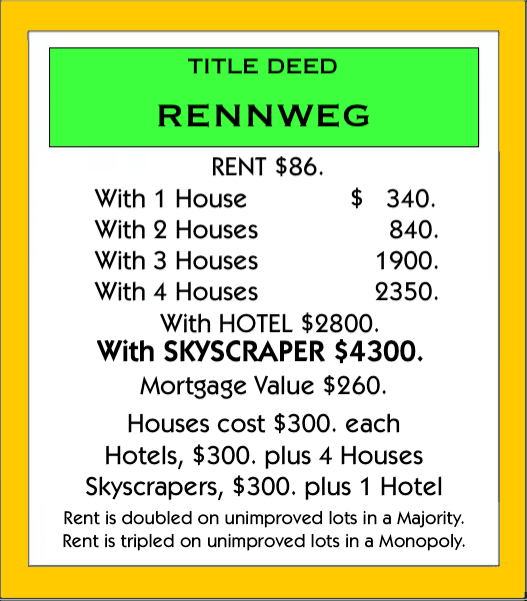 TITLE DEED
RENNWEG
RENT $86.
With 1 House $ 340.
With 2 Houses 840.
With 3 Houses 1900.
With 4 Houses 2350.
With HOTEL $2800.
With SKYSCRAPER $4300.
Mortgage Value $260.
Houses cost $300. each
Hotels, $300. plus 4 Houses
Skyscrapers, $300. plus 1 Hotel
Rent is doubled on unimproved lots in a Majority.
Rent is tripled on unimproved lots in a Monopoly.